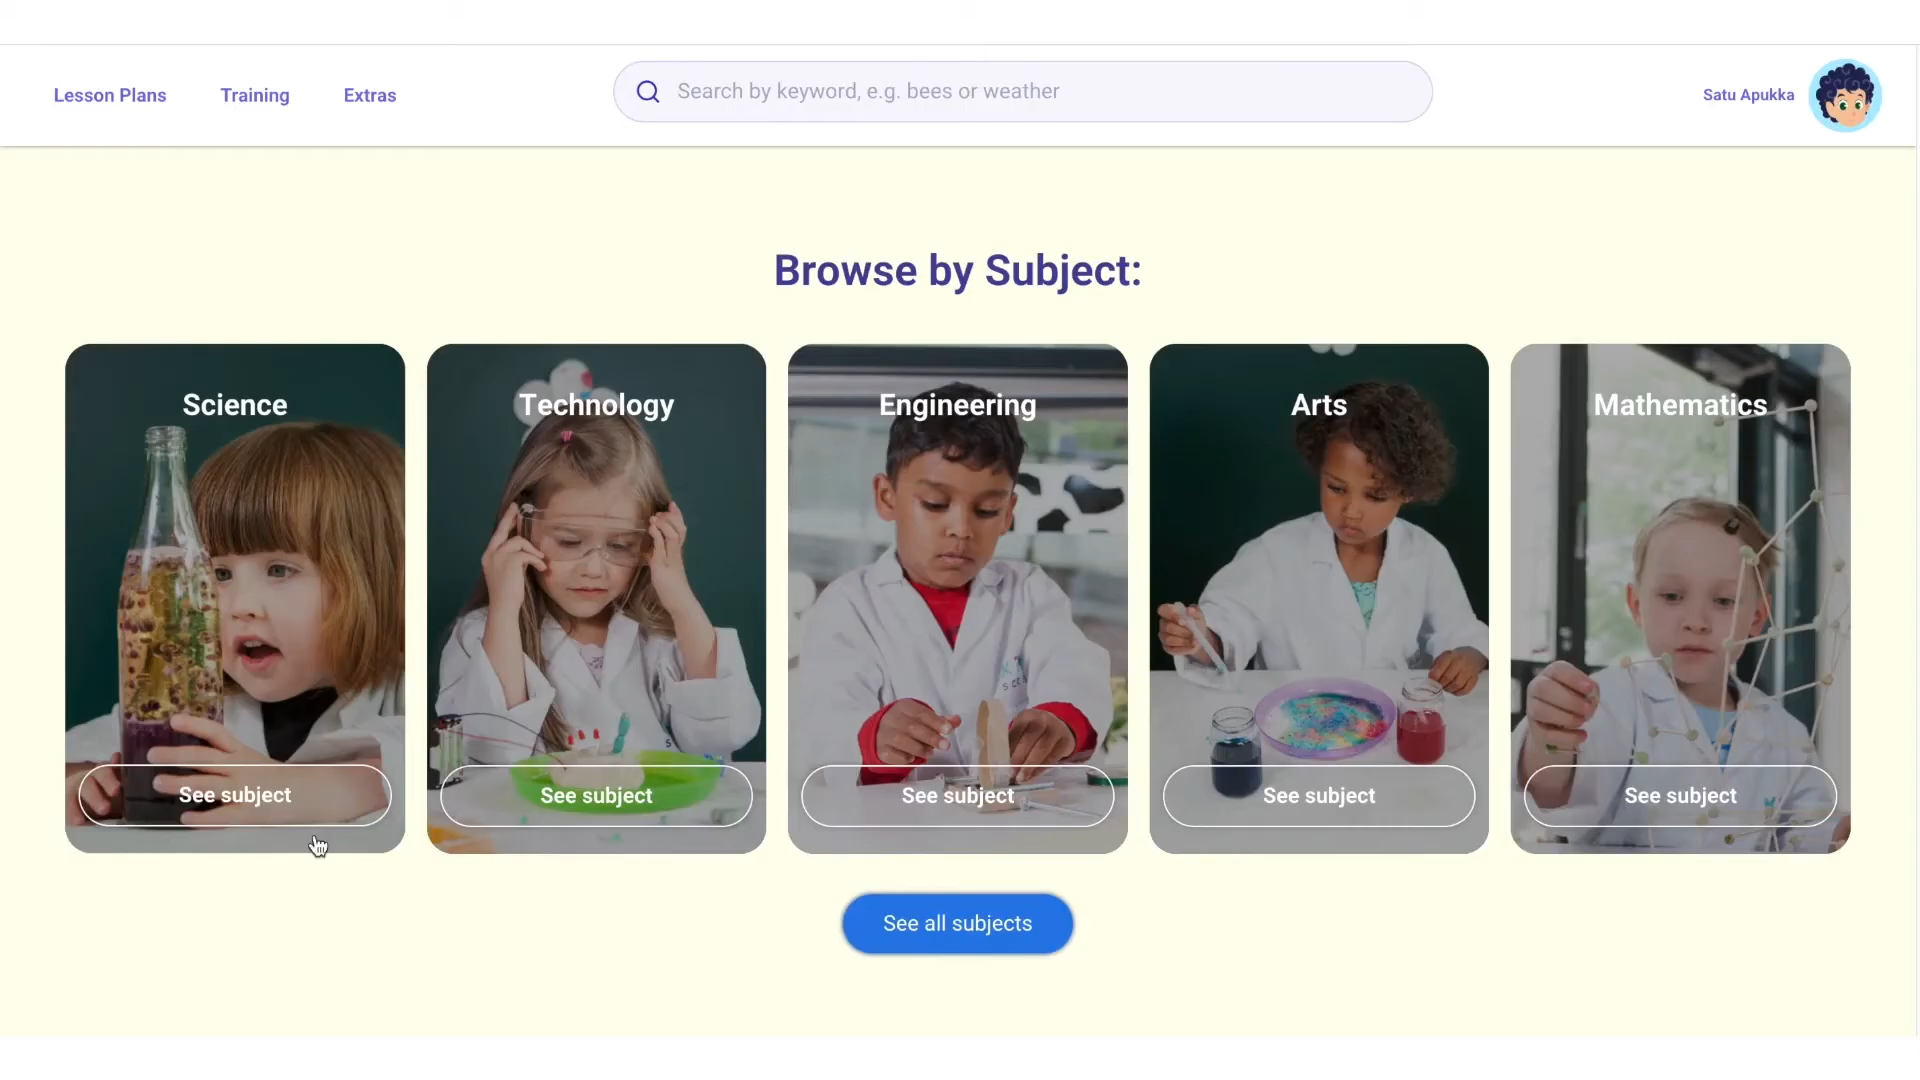 Lesson Plans
Training
Extras
Search by keyword, e.g. bees or weather
Satu Apukka
Browse by Subject:
Science
Technology
Engineering
Arts
Mathematics
See subject
See subject
See subject
See subject
See subject
See all subjects